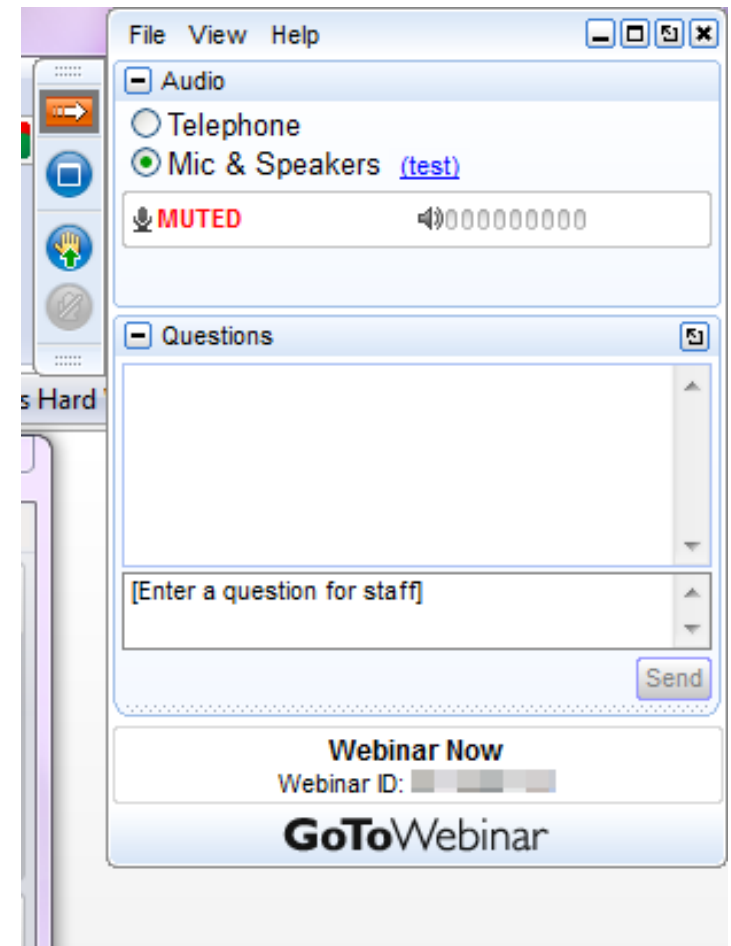 File View Help
Audio
Telephone
Mic & Speakers (test)
MUTED 000000000
s Hard
Questions
[Enter a question for staff]
Send
Webinar Now
Webinar ID:
GoToWebinar